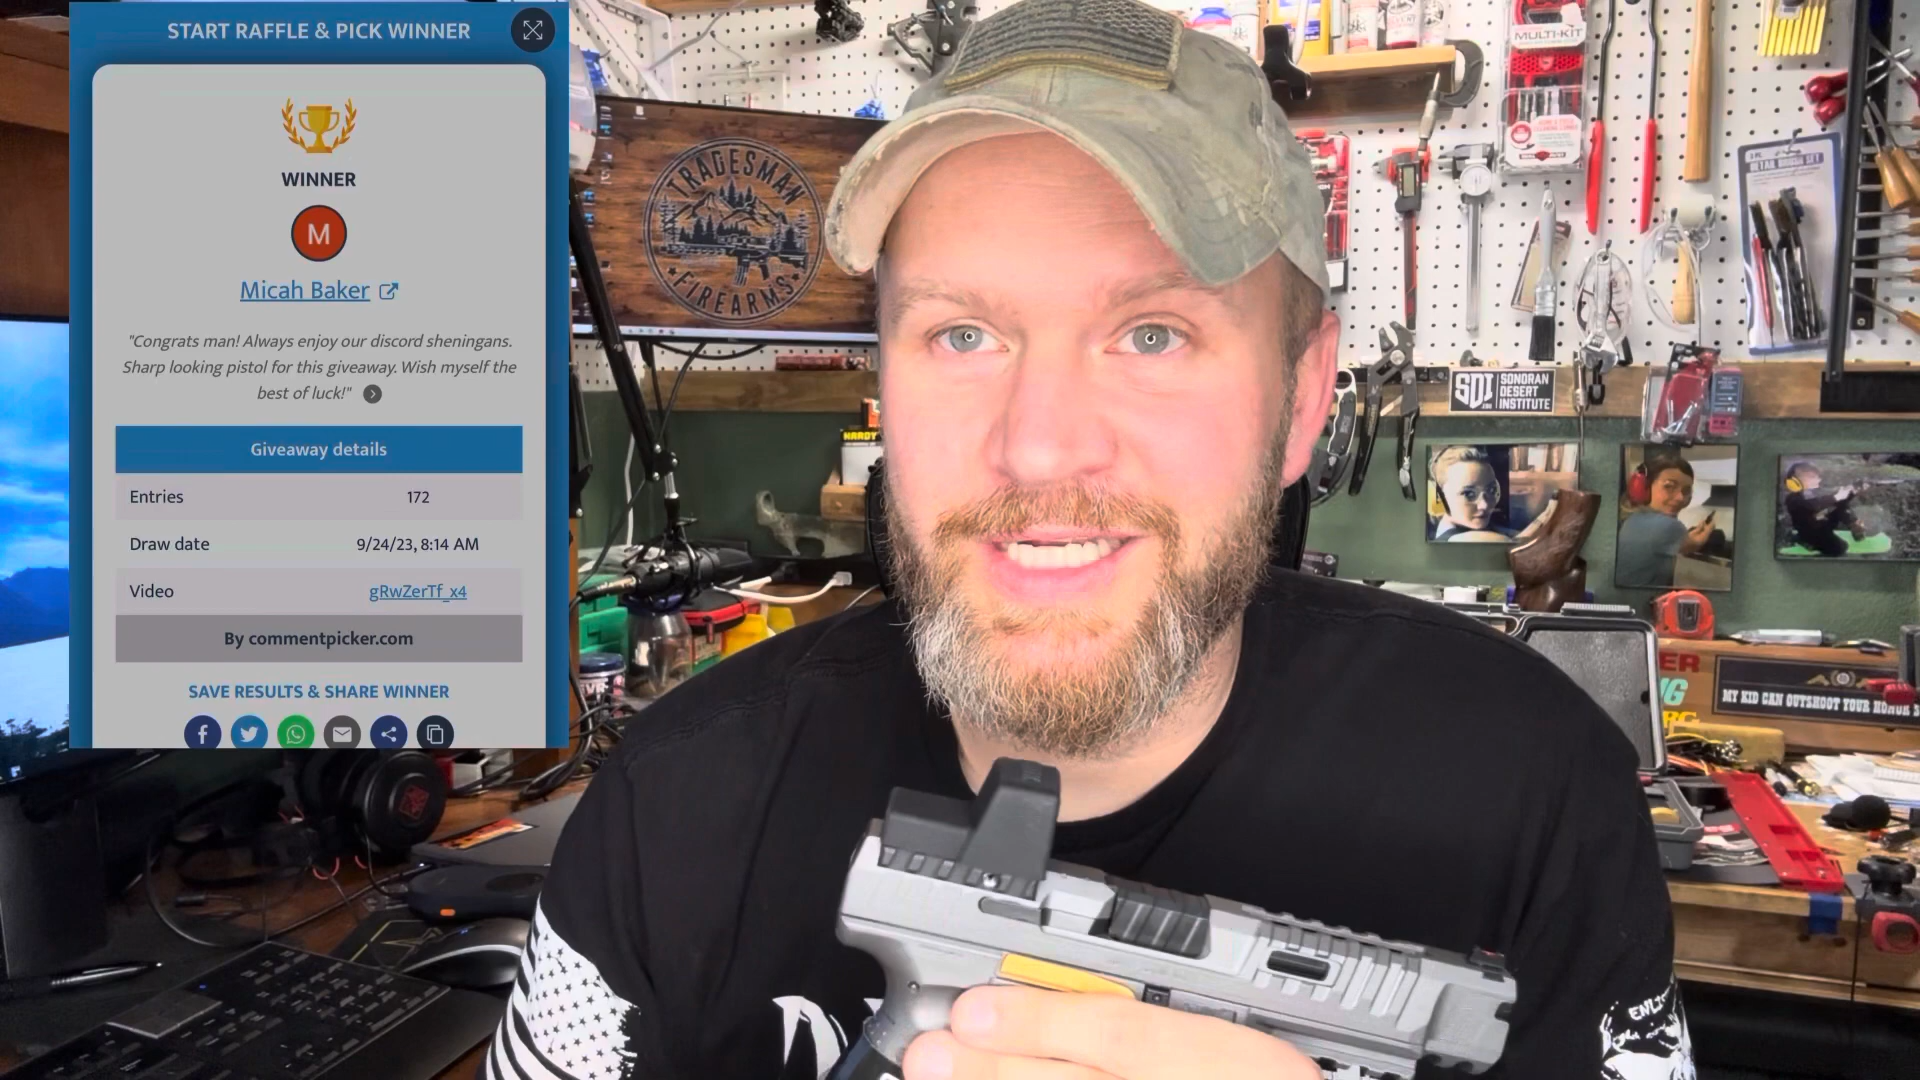 START RAFFLE & PICK WINNER
WINNER
M
Micah Baker
"Congrats man! Always enjoy our discord sheningans.
Sharp looking pistol for this giveaway. Wish myself the
best of luck!"
Giveaway details
Entries 172
Draw date 9/24/23, 8:14 AM
Video gRwZerTf_x4
By commentpicker.com
SAVE RESULTS & SHARE WINNER
TRADESMAN
FIREARMS
MULTI-KIT
SDI SONORAN
DESERT
INSTITUTE
MY KID CAN OUTSHOOT YOUR HONOR